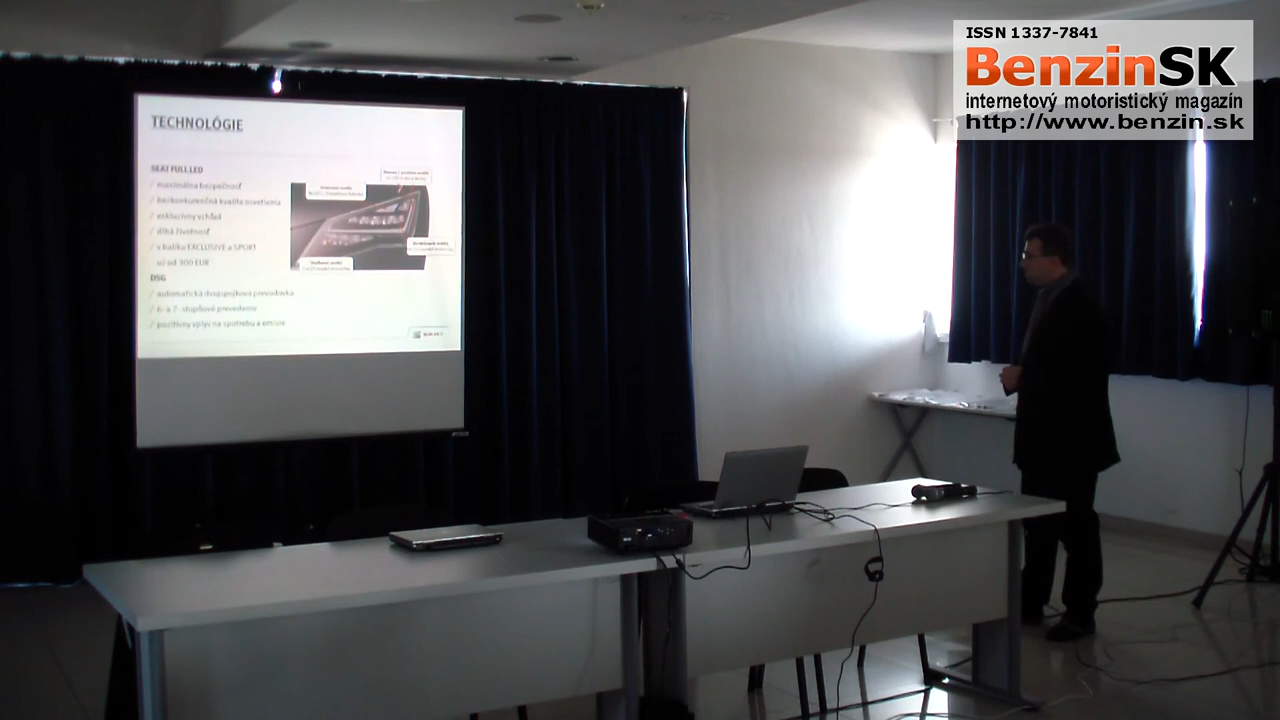 ISSN 1337-7841
BenzinSK
internetový motoristický magazín
http://www.benzin.sk
TECHNOLÓGIE
SEAT FULL LED
/ maximálna bezpečnosť
/ bezkonkurenčná kvalita osvetlenia
/ exkluzívny vzhľad
/ dlhá životnosť
/ v balíku EXCLUSIVE a SPORT
už od 300 EUR
DSG
/ automatická dvojspojková prevodovka
/ 6- a 7- stupňové prevedenie
/ pozitívny vplyv na spotrebu a emisie